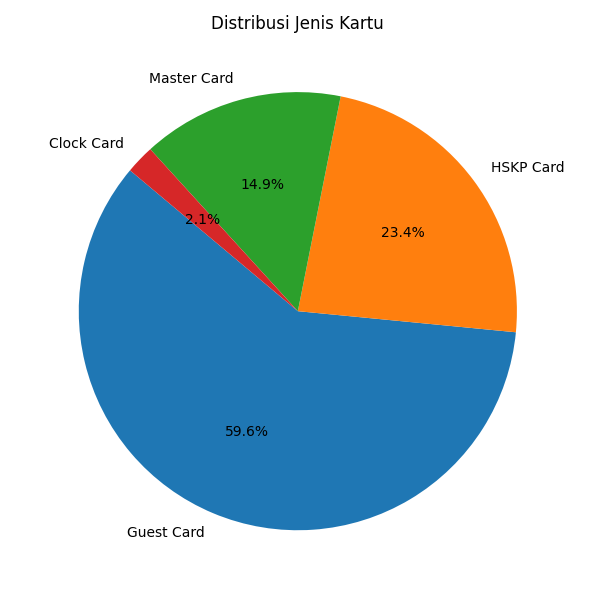 Distribusi Jenis Kartu
Master Card
Clock Card
HSKP Card
14.9%
2.1%
23.4%
59.6%
Guest Card